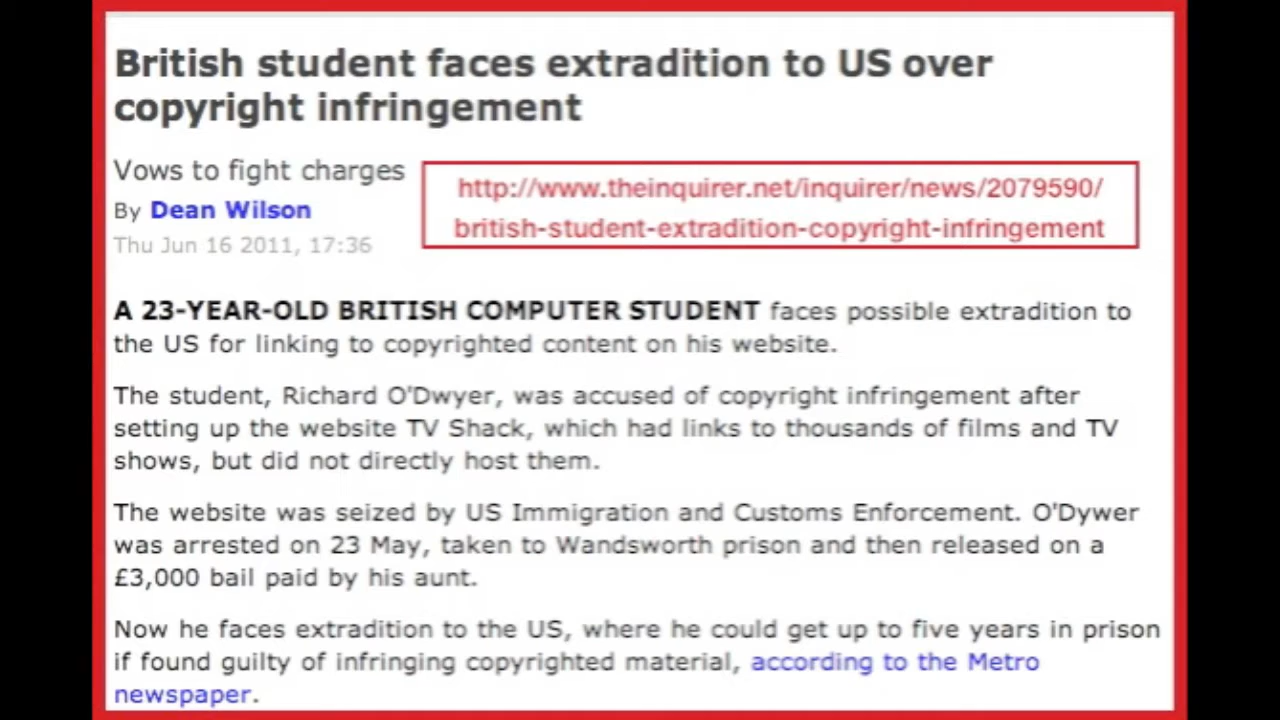 British student faces extradition to US over
copyright infringement
Vows to fight charges
By Dean Wilson
Thu Jun 16 2011, 17:36
http://www.theinquirer.net/inquirer/news/2079590/
british-student-extradition-copyright-infringement
A 23-YEAR-OLD BRITISH COMPUTER STUDENT faces possible extradition to
the US for linking to copyrighted content on his website.
The student, Richard O'Dwyer, was accused of copyright infringement after
setting up the website TV Shack, which had links to thousands of films and TV
shows, but did not directly host them.
The website was seized by US Immigration and Customs Enforcement. O'Dywer
was arrested on 23 May, taken to Wandsworth prison and then released on a
£3,000 bail paid by his aunt.
Now he faces extradition to the US, where he could get up to five years in prison
if found guilty of infringing copyrighted material, according to the Metro
newspaper.